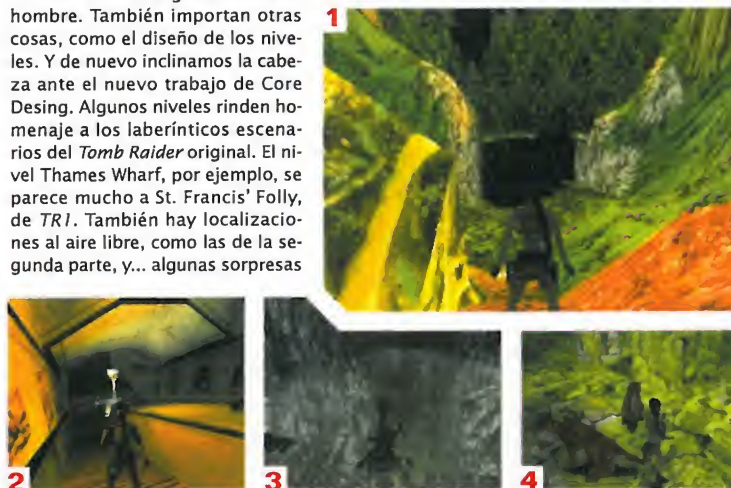 hombre. También importan otras
cosas, como el diseño de los nive-
les. Y de nuevo inclinamos la cabe-
za ante el nuevo trabajo de Core
Desing. Algunos niveles rinden ho-
menaje a los laberínticos escena-
rios del Tomb Raider original. El ni-
vel Thames Wharf, por ejemplo, se
parece mucho a St. Francis' Folly,
de TR1. También hay localizacio-
nes al aire libre, como las de la se-
gunda parte, y... algunas sorpresas
1
2
3
4